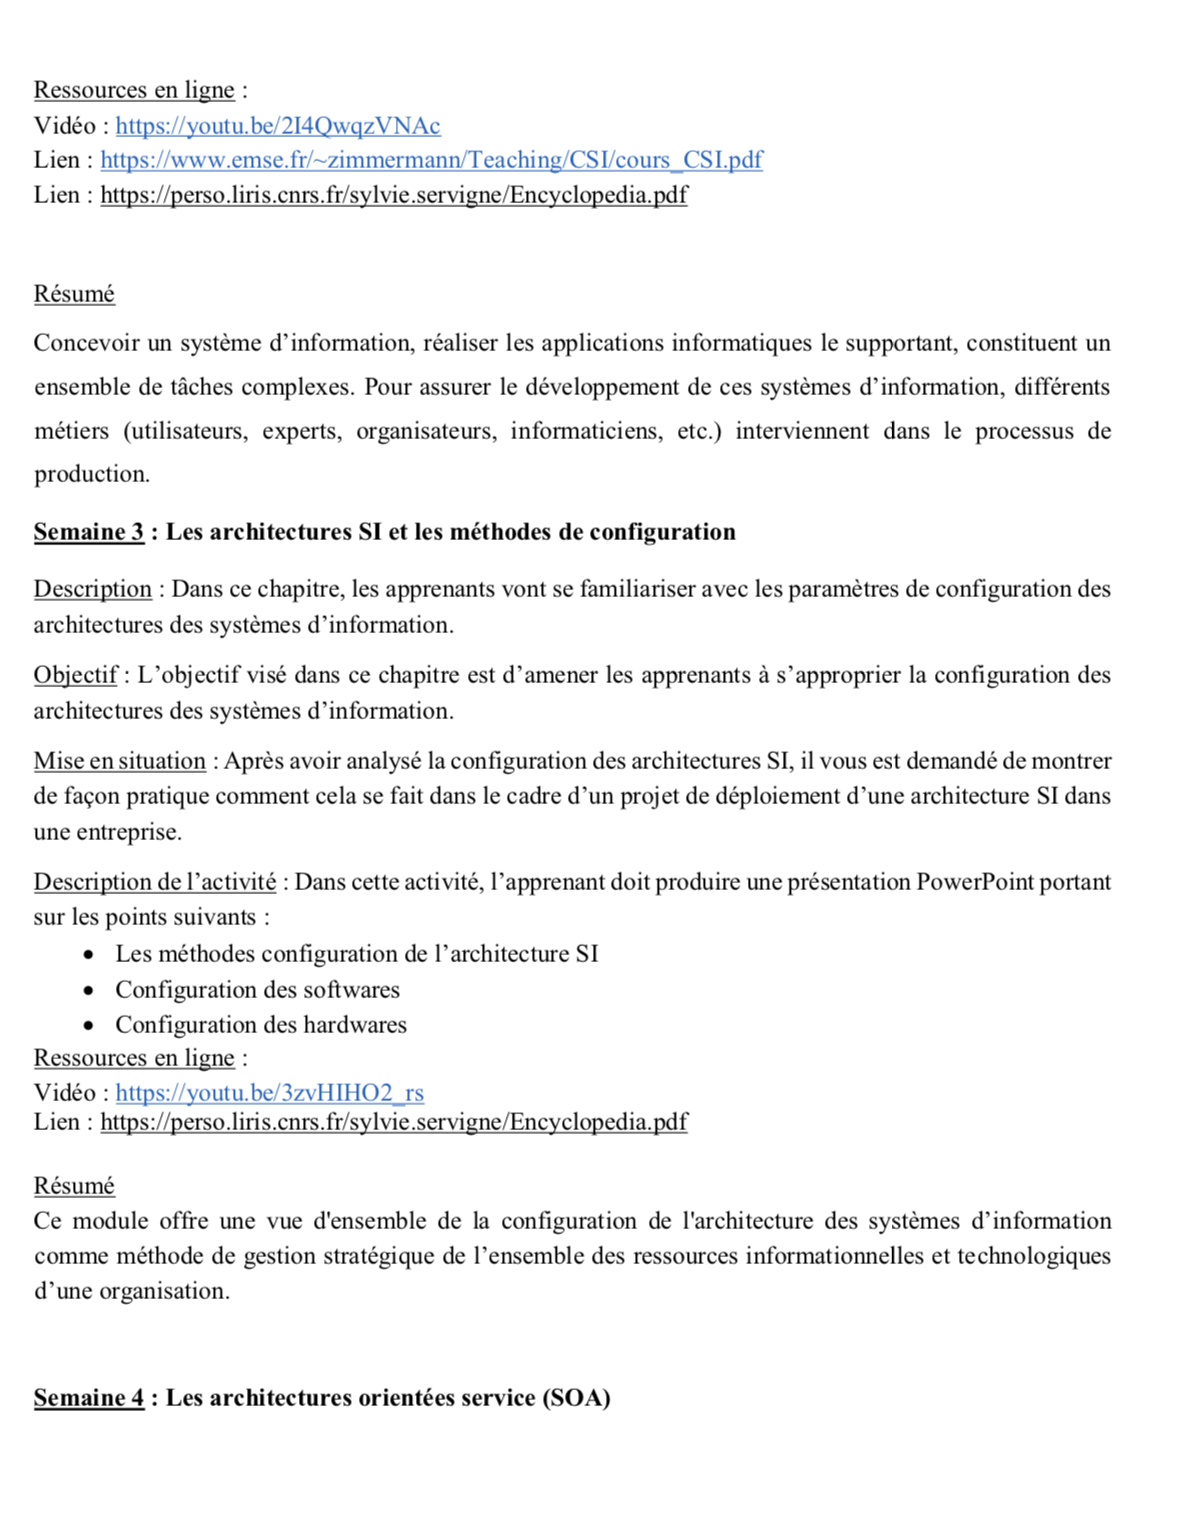 Ressources en ligne :
Vidéo : https://youtu.be/2I4QwqzVNAc
Lien : https://www.emse.fr/~zimmermann/Teaching/CSI/cours_CSI.pdf
Lien : https://perso.liris.cnrs.fr/sylvie.servigne/Encyclopedia.pdf
Résumé
Concevoir un système d’information, réaliser les applications informatiques le supportant, constituent un
ensemble de tâches complexes. Pour assurer le développement de ces systèmes d’information, différents
métiers (utilisateurs, experts, organisateurs, informaticiens, etc.) interviennent dans le processus de
production.
Semaine 3 : Les architectures SI et les méthodes de configuration
Description : Dans ce chapitre, les apprenants vont se familiariser avec les paramètres de configuration des
architectures des systèmes d’information.
Objectif : L’objectif visé dans ce chapitre est d’amener les apprenants à s’approprier la configuration des
architectures des systèmes d’information.
Mise en situation : Après avoir analysé la configuration des architectures SI, il vous est demandé de montrer
de façon pratique comment cela se fait dans le cadre d’un projet de déploiement d’une architecture SI dans
une entreprise.
Description de l’activité : Dans cette activité, l’apprenant doit produire une présentation PowerPoint portant
sur les points suivants :
• Les méthodes configuration de l’architecture SI
• Configuration des softwares
• Configuration des hardwares
Ressources en ligne :
Vidéo : https://youtu.be/3zvHIHO2_rs
Lien : https://perso.liris.cnrs.fr/sylvie.servigne/Encyclopedia.pdf
Résumé
Ce module offre une vue d'ensemble de la configuration de l'architecture des systèmes d’information
comme méthode de gestion stratégique de l’ensemble des ressources informationnelles et technologiques
d’une organisation.
Semaine 4 : Les architectures orientées service (SOA)